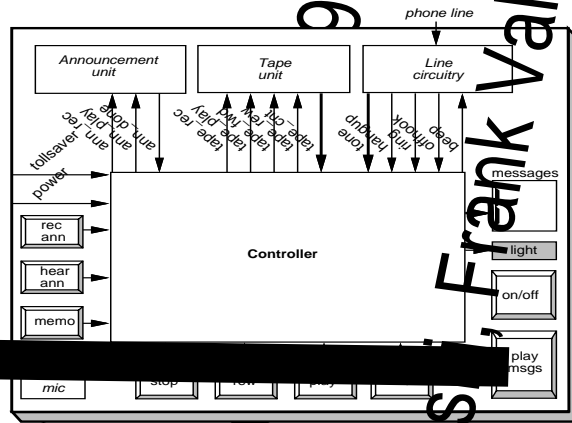 g
phone line
Val
Announcement
unit
Tape
unit
Line
circuitry
ann_rec
ann_play
ann_done
tape_rec
tape_play
tape_fwd
tape_rew
tape_cnt
tone
hangup
ring
offhook
beep
tollsaver
power
messages
rec
ann
Controller
Frank
light
hear
ann
on/off
memo
play
msgs
mic
stop
rew
play